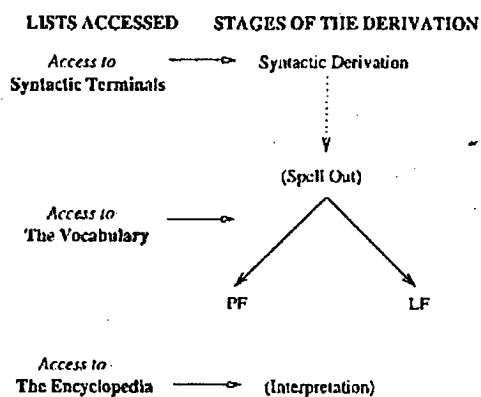 LISTS ACCESSED STAGES OF THE DERIVATION
Access to Syntactic Derivation
Syntactic Terminals
(Spell Out)
Access to
The Vocabulary
PF LF
Access to
The Encyclopedia (Interpretation)